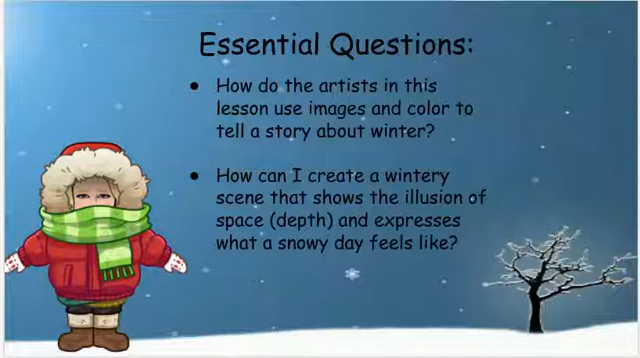 Essential Questions:
● How do the artists in this
lesson use images and color to
tell a story about winter?
● How can I create a wintery
scene that shows the illusion of
space (depth) and expresses
what a snowy day feels like?